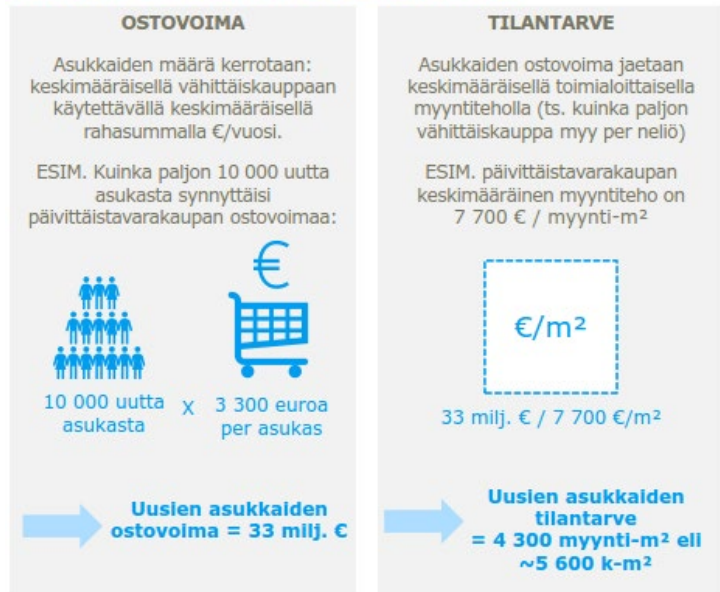 OSTOVOIMA
Asukkaiden määrä kerrotaan:
keskimääräisellä vähittäiskauppaan
käytettävällä keskimääräisellä
rahasummalla €/vuosi.
ESIM. Kuinka paljon 10 000 uutta
asukasta synnyttäisi
päivittäistavarakaupan ostovoimaa:
€
10 000 uutta
asukasta
x
3 300 euroa
per asukas
Uusien asukkaiden
ostovoima = 33 milj. €
TILANTARVE
Asukkaiden ostovoima jaetaan
keskimääräisellä toimialoittaisella
myyntiteholla (ts. kuinka paljon
vähittäiskauppa myy per neliö)
ESIM. päivittäistavarakaupan
keskimääräinen myyntiteho on
7 700 € / myynti-m²
€/m²
33 milj. € / 7 700 €/m²
Uusien asukkaiden
tilantarve
= 4 300 myynti-m² eli
~5 600 k-m²